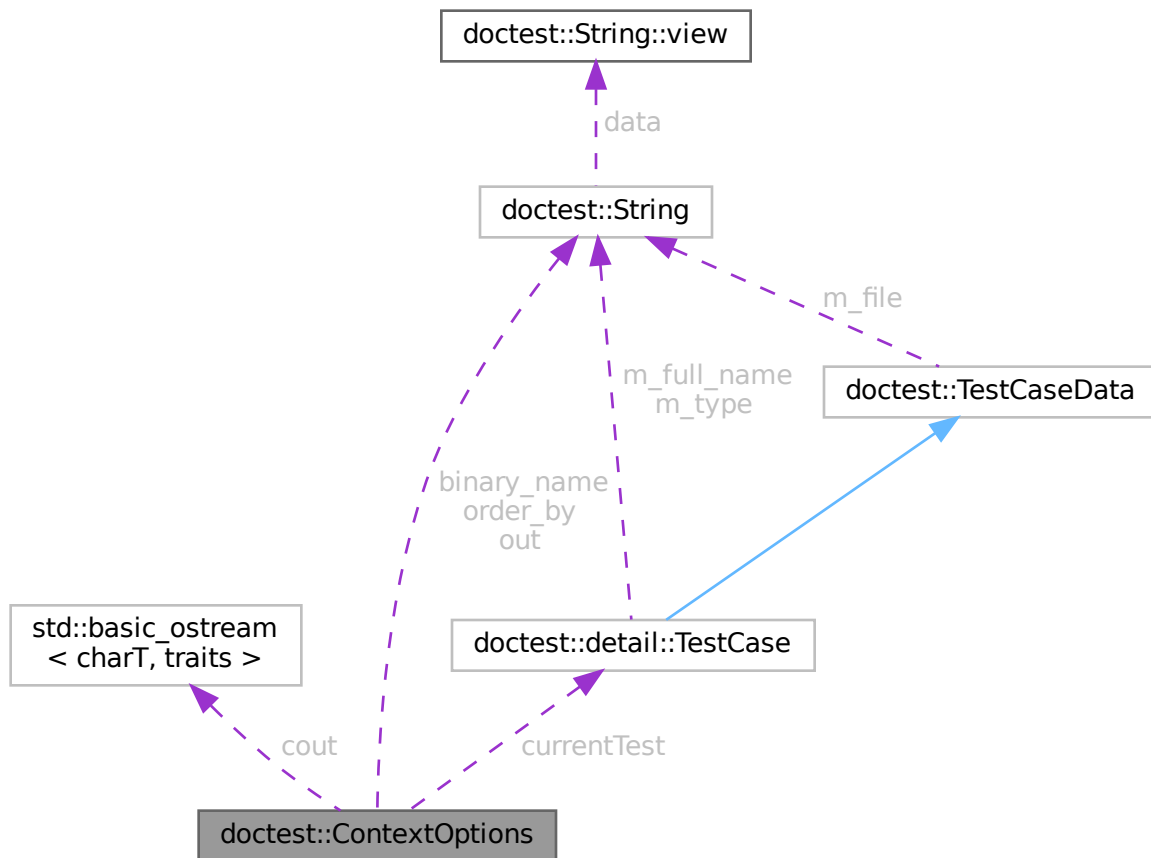 doctest::String::view
data
doctest::String
m_file
m_full_name
m_type
doctest::TestCaseData
binary_name
order_by
out
std::basic_ostream
< charT, traits >
doctest::detail::TestCase
cout
currentTest
doctest::ContextOptions